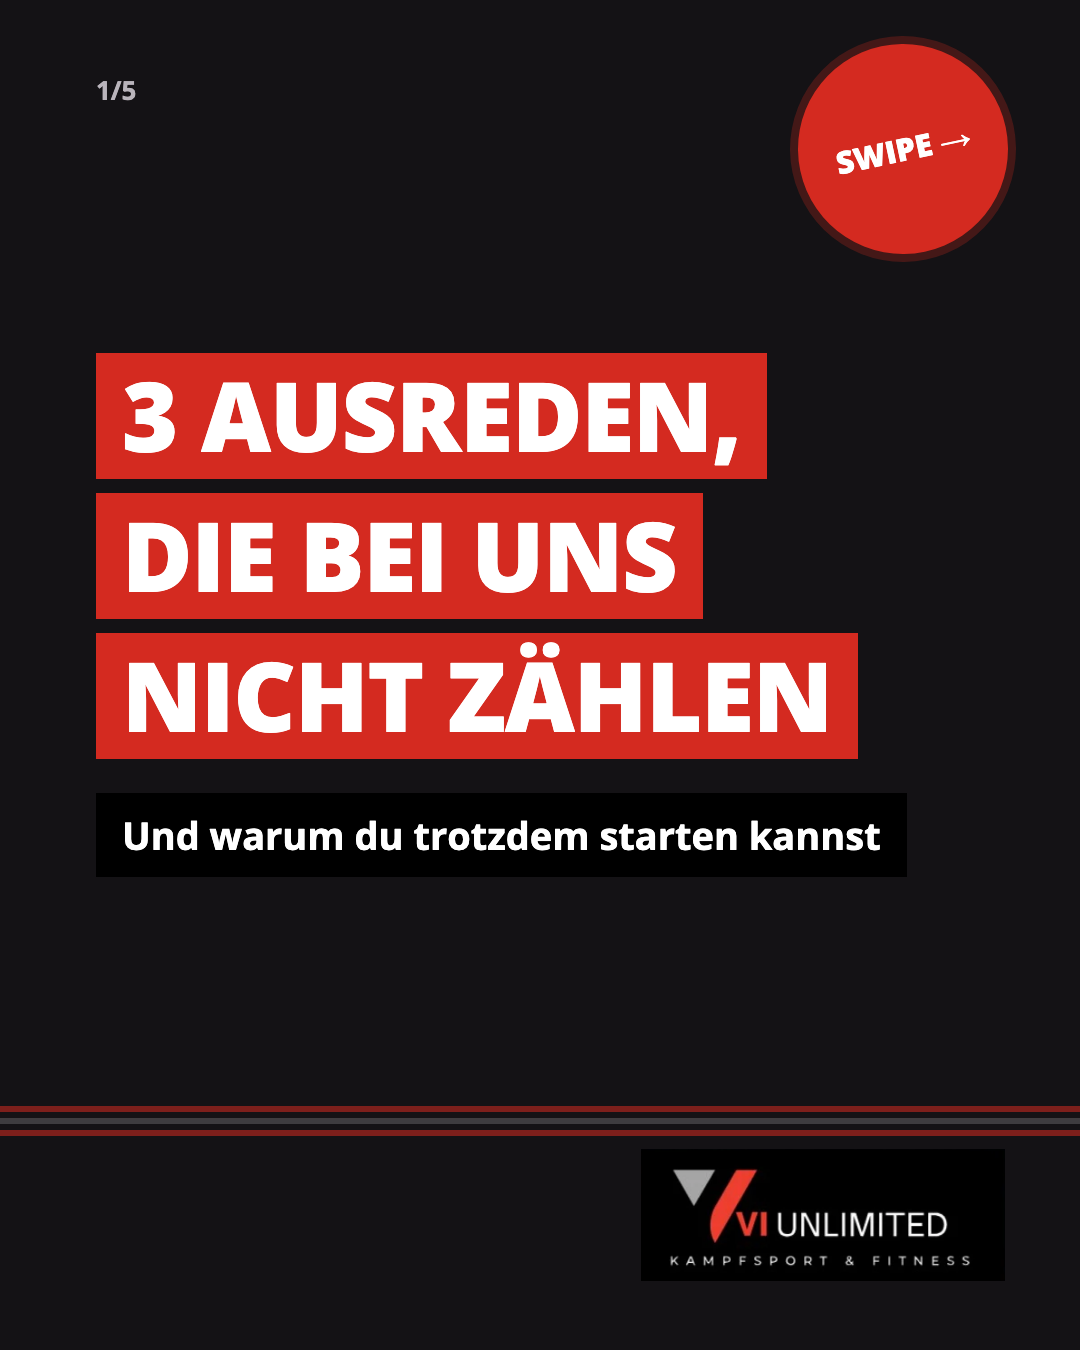 1/5
SWIPE →
3 AUSREDEN,
DIE BEI UNS
NICHT ZÄHLEN
Und warum du trotzdem starten kannst
VI UNLIMITED
KAMPFSPORT & FITNESS